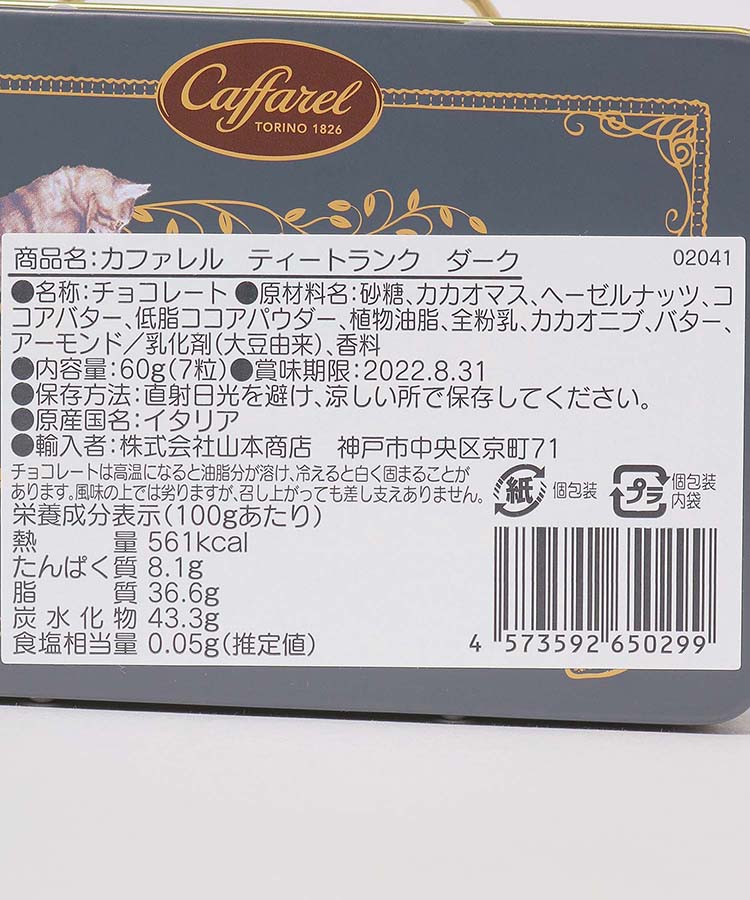 Caffarel
TORINO 1826
商品名:カファレル ティートランク ダーク 02041
●名称:チョコレート●原材料名:砂糖、カカオマス、ヘーゼルナッツ、コ
コアバター、低脂ココアパウダー、植物油脂、全粉乳、カカオニブ、バター、
アーモンド/乳化剤(大豆由来)、香料
●内容量:60g(7粒)●賞味期限:2022.8.31
●保存方法:直射日光を避け、涼しい所で保存してください。
●原産国名:イタリア
●輸入者:株式会社山本商店 神戸市中央区京町71
チョコレートは高温になると油脂分が溶け、冷えると白く固まることが
あります。風味の上では劣りますが、召し上がっても差し支えありません。
紙 個包装
プラ 個包装
内袋
栄養成分表示(100gあたり)
熱量 561kcal
たんぱく質 8.1g
脂質 36.6g
炭水化物 43.3g
食塩相当量 0.05g(推定値)
4 573592 650299